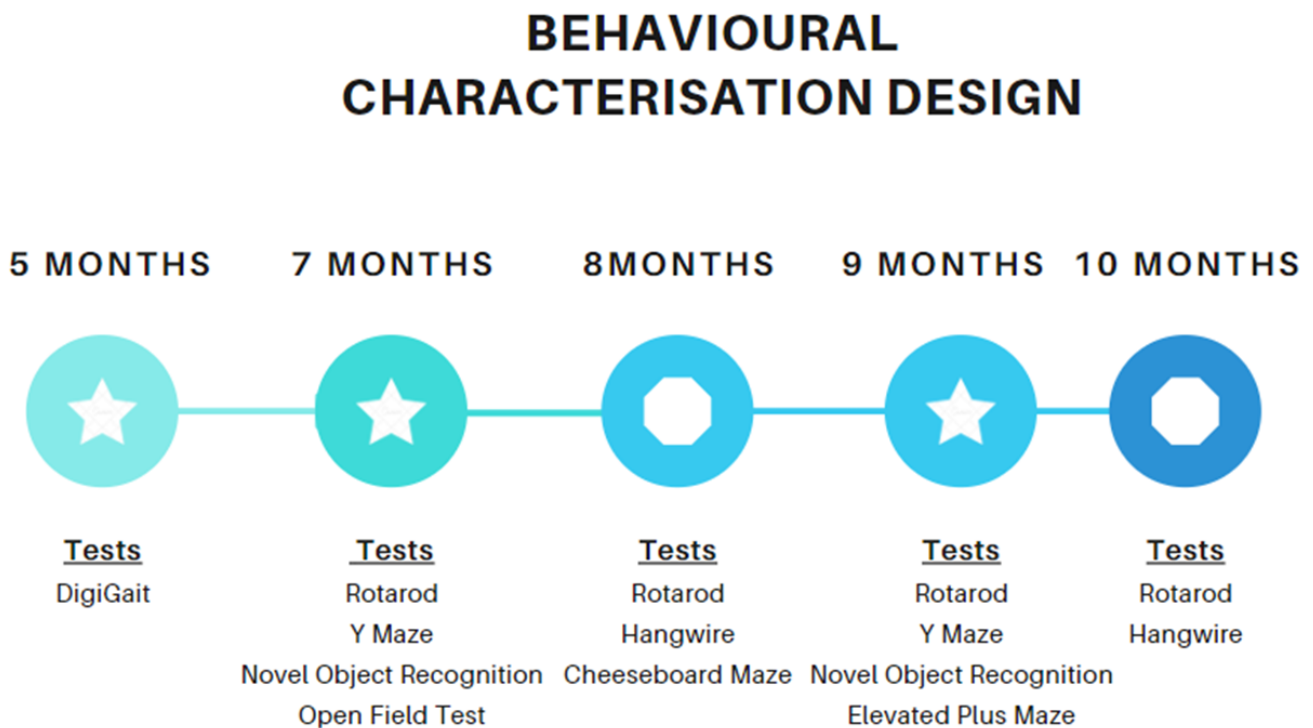 BEHAVIOURAL
CHARACTERISATION DESIGN
5 MONTHS
7 MONTHS
8MONTHS
9 MONTHS
10 MONTHS
Tests
DigiGait
Tests
Rotarod
Y Maze
Novel Object Recognition
Open Field Test
Tests
Rotarod
Hangwire
Cheeseboard Maze
Tests
Rotarod
Y Maze
Novel Object Recognition
Elevated Plus Maze
Tests
Rotarod
Hangwire